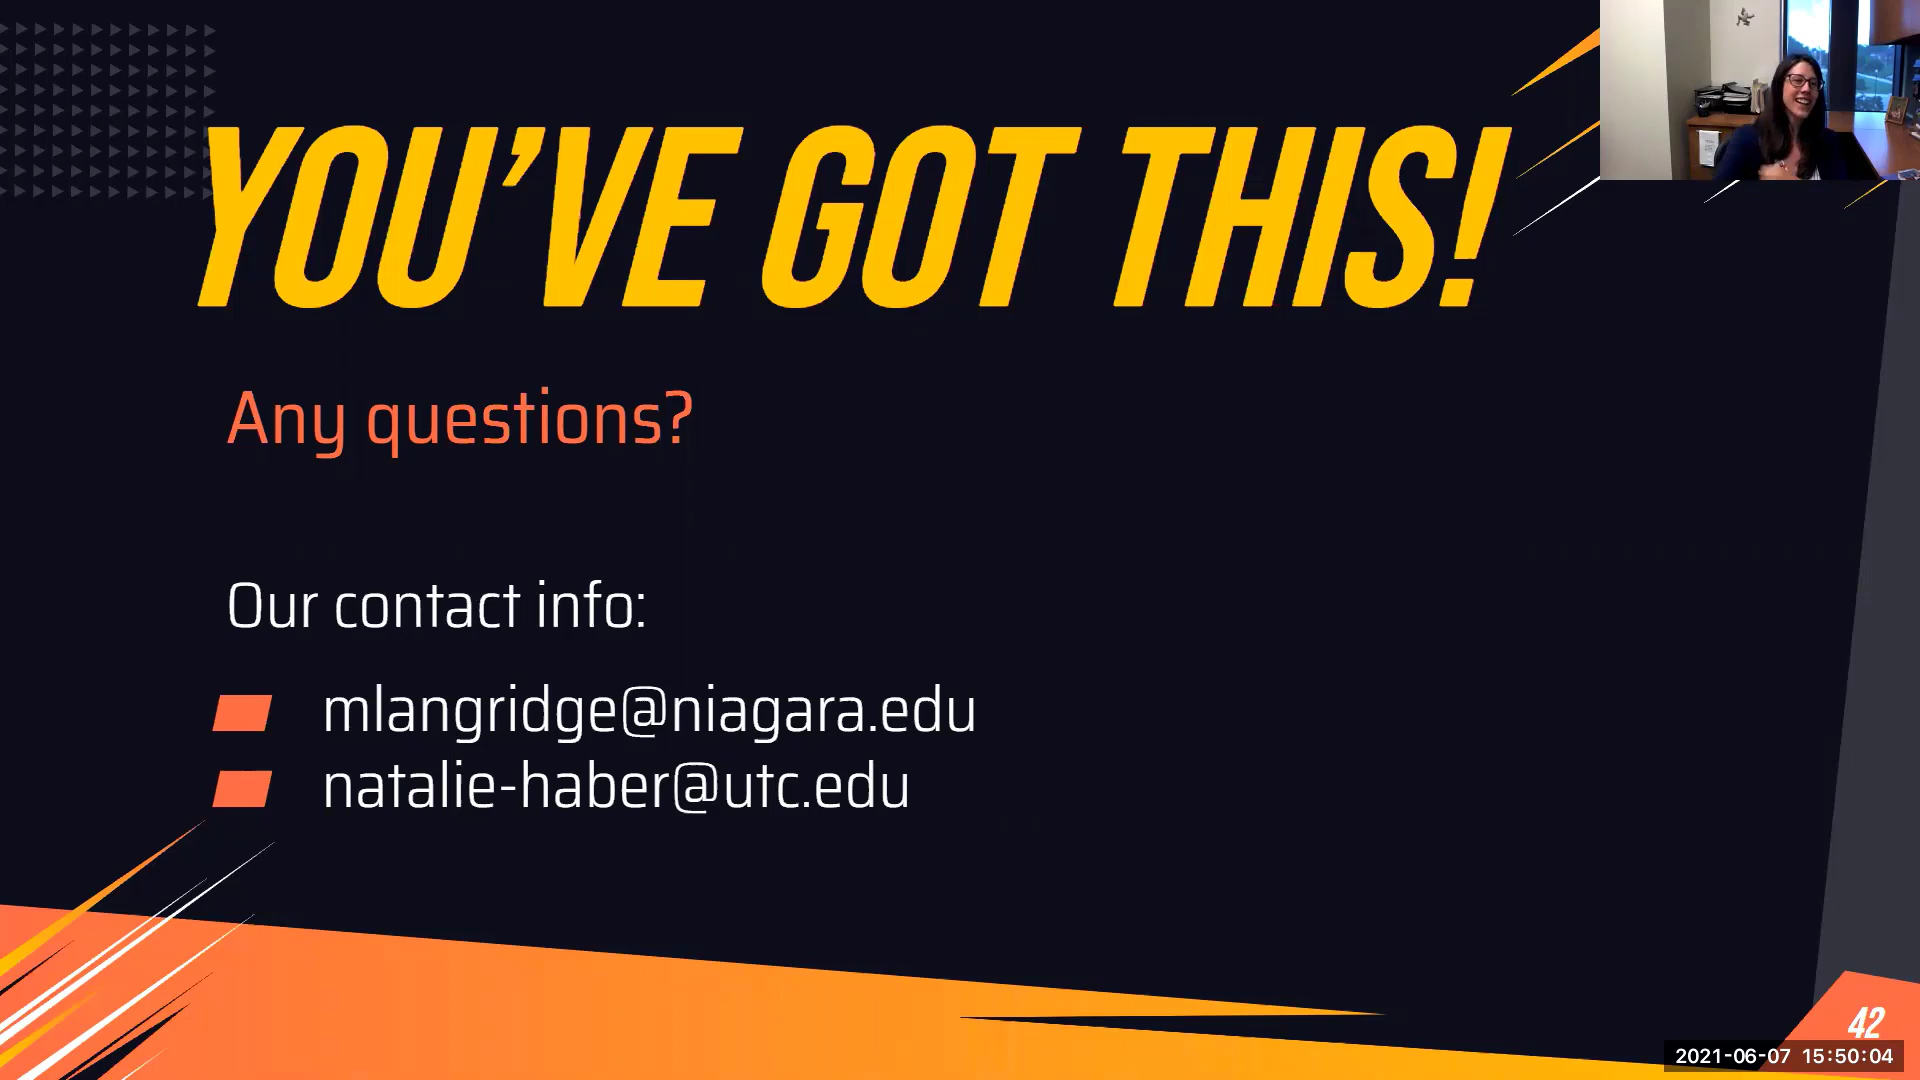 YOU'VE GOT THIS!
Any questions?
Our contact info:
mlangridge@niagara.edu
natalie-haber@utc.edu
42
2021-06-07 15:50:04